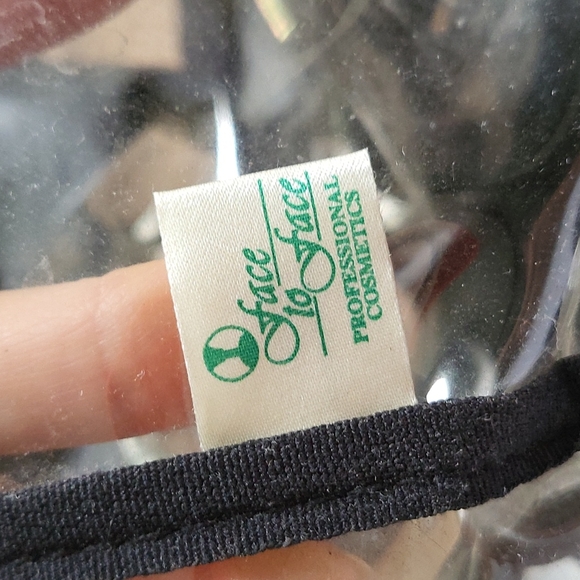 Face
to Face
PROFESSIONAL
COSMETICS